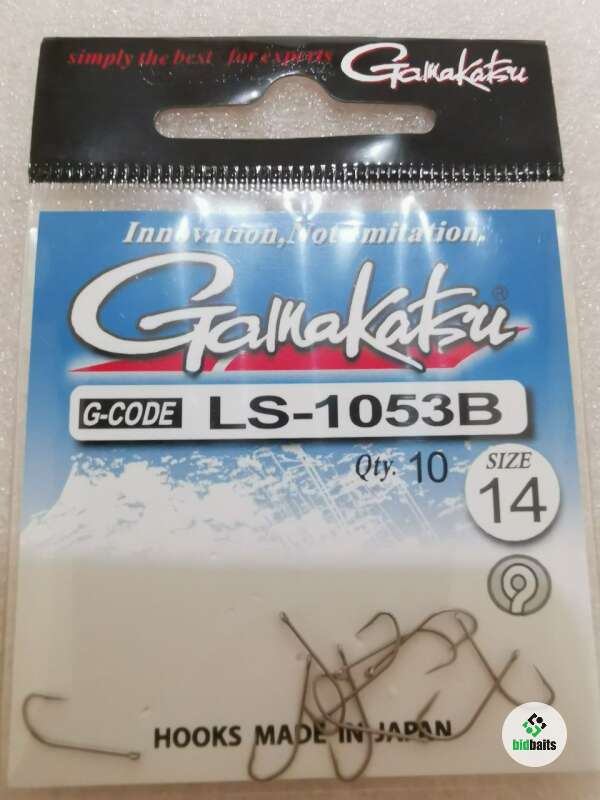 simply the best for experts Gamakatsu
Innovation, Not Imitation.
Gamakatsu®
G-CODE LS-1053B
Qty. 10
SIZE
14
HOOKS MADE IN JAPAN
bidbaits